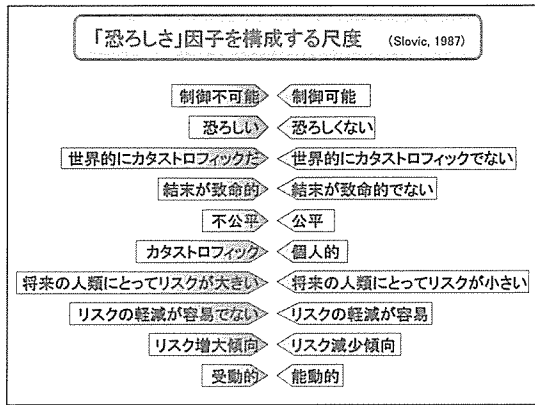 「恐ろしさ」因子を構成する尺度 (Slovic, 1987)
制御不可能 制御可能
恐ろしい 恐ろしくない
世界的にカタストロフィックだ 世界的にカタストロフィックでない
結末が致命的 結末が致命的でない
不公平 公平
カタストロフィック 個人的
将来の人類にとってリスクが大きい 将来の人類にとってリスクが小さい
リスクの軽減が容易でない リスクの軽減が容易
リスク増大傾向 リスク減少傾向
受動的 能動的